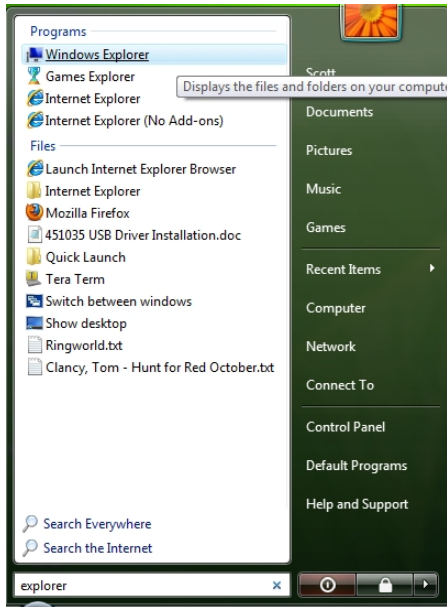 Programs
Windows Explorer
Games Explorer
Internet Explorer
Internet Explorer (No Add-ons)
Files
Launch Internet Explorer Browser
Internet Explorer
Mozilla Firefox
451035 USB Driver Installation.doc
Quick Launch
Tera Term
Switch between windows
Show desktop
Ringworld.txt
Clancy, Tom - Hunt for Red October.txt
Search Everywhere
Search the Internet
explorer
Displays the files and folders on your compute
Scott
Documents
Pictures
Music
Games
Recent Items
Computer
Network
Connect To
Control Panel
Default Programs
Help and Support